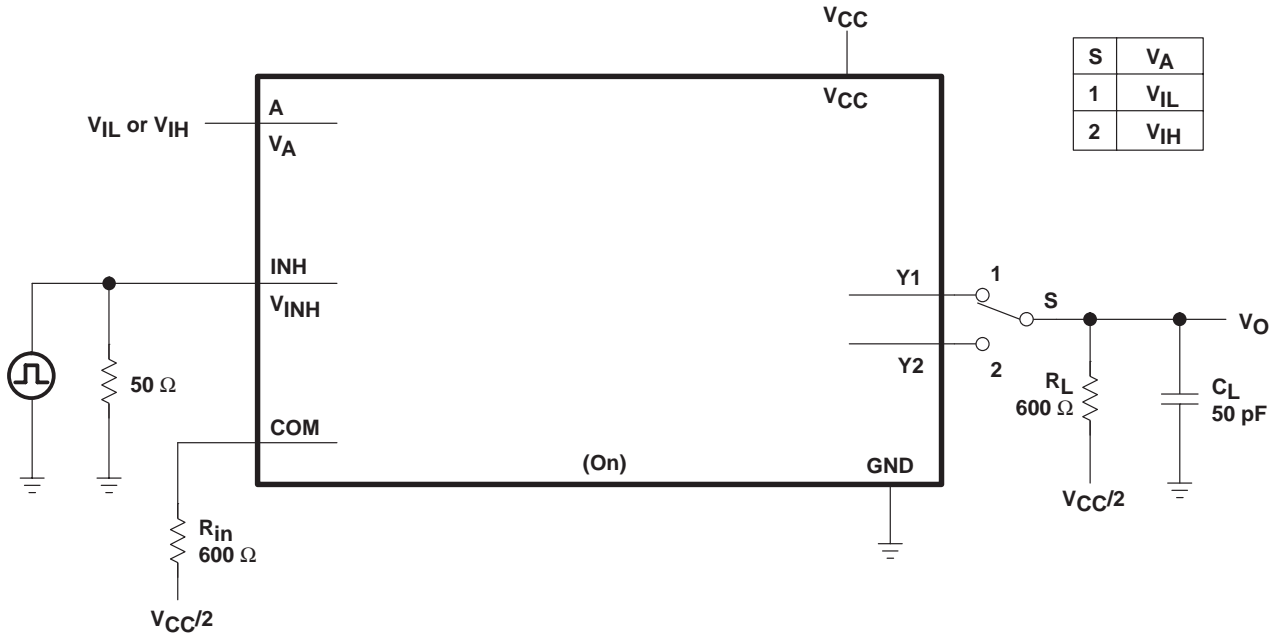 VCC
VCC
S VA
1 VIL
2 VIH
VIL or VIH
A
VA
INH
VINH
50 Ω
COM
Rin
600 Ω
VCC/2
(On)
GND
Y1
Y2
1
S
2
VO
RL
600 Ω
CL
50 pF
VCC/2